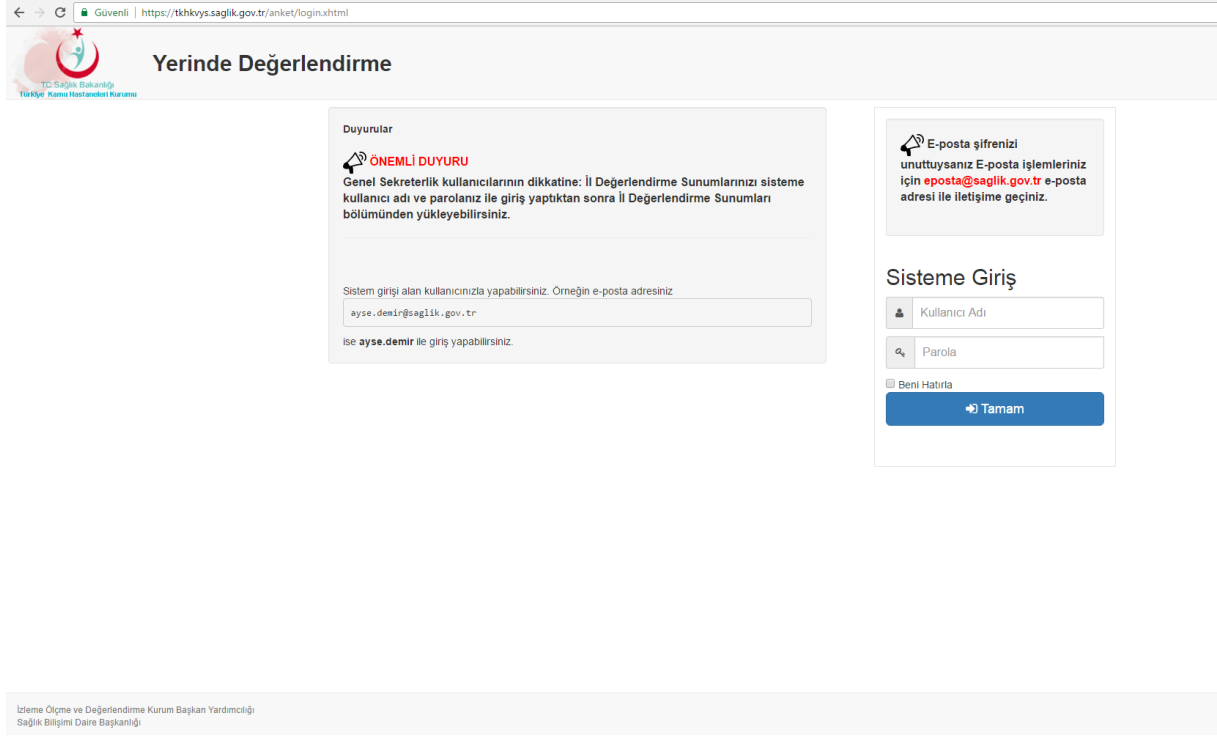 Güvenli | https://tkhkvys.saglik.gov.tr/anket/login.xhtml
T.C. Sağlık Bakanlığı
Türkiye Kamu Hastaneleri Kurumu
Yerinde Değerlendirme
Duyurular
ÖNEMLİ DUYURU
Genel Sekreterlik kullanıcılarının dikkatine: İl Değerlendirme Sunumlarınızı sisteme
kullanıcı adı ve parolanız ile giriş yaptıktan sonra İl Değerlendirme Sunumları
bölümünden yükleyebilirsiniz.
Sistem girişi alan kullanıcınızla yapabilirsiniz. Örneğin e-posta adresiniz
ayse.demir@saglik.gov.tr
ise ayse.demir ile giriş yapabilirsiniz.
E-posta şifrenizi
unuttuysanız E-posta işlemleriniz
için eposta@saglik.gov.tr e-posta
adresi ile iletişime geçiniz.
Sisteme Giriş
Kullanıcı Adı
Parola
Beni Hatırla
Tamam
İzleme Ölçme ve Değerlendirme Kurum Başkan Yardımcılığı
Sağlık Bilişimi Daire Başkanlığı